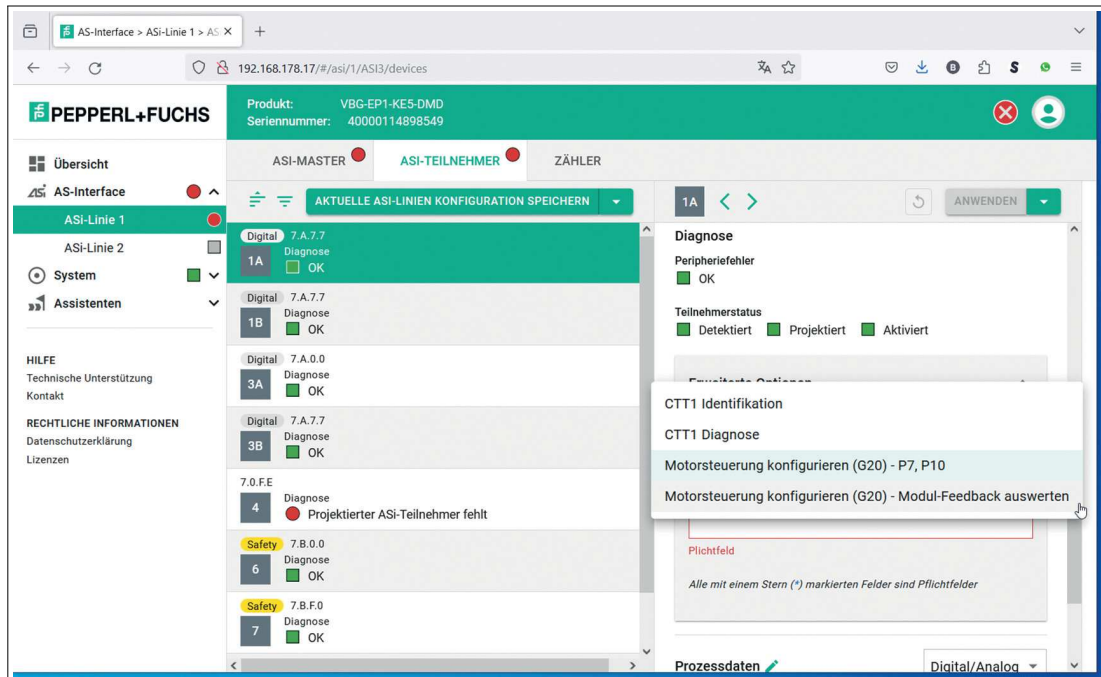 AS-Interface > ASi-Linie 1 > AS
192.168.178.17/#/asi/1/ASI3/devices
PEPPERL+FUCHS
Produkt: VBG-EP1-KE5-DMD
Seriennummer: 40000114898549
Übersicht
AS-Interface
ASi-Linie 1
ASi-Linie 2
System
Assistenten
HILFE
Technische Unterstützung
Kontakt
RECHTLICHE INFORMATIONEN
Datenschutzerklärung
Lizenzen
ASI-MASTER
ASI-TEILNEHMER
ZÄHLER
AKTUELLE ASI-LINIEN KONFIGURATION SPEICHERN
Digital 7.A.7.7
1A
Diagnose
OK
Digital 7.A.7.7
1B
Diagnose
OK
Digital 7.A.0.0
3A
Diagnose
OK
Digital 7.A.7.7
3B
Diagnose
OK
7.0.F.E
4
Diagnose
Projektierter ASi-Teilnehmer fehlt
Safety 7.B.0.0
6
Diagnose
OK
Safety 7.B.F.0
7
Diagnose
OK
1A
ANWENDEN
Diagnose
Peripheriefehler
OK
Teilnehmerstatus
Detektiert Projektiert Aktiviert
Erweiterte Optionen
CTT1 Identifikation
CTT1 Diagnose
Motorsteuerung konfigurieren (G20) - P7, P10
Motorsteuerung konfigurieren (G20) - Modul-Feedback auswerten
Plichtfeld
Alle mit einem Stern (*) markierten Felder sind Pflichtfelder
Prozessdaten
Digital/Analog